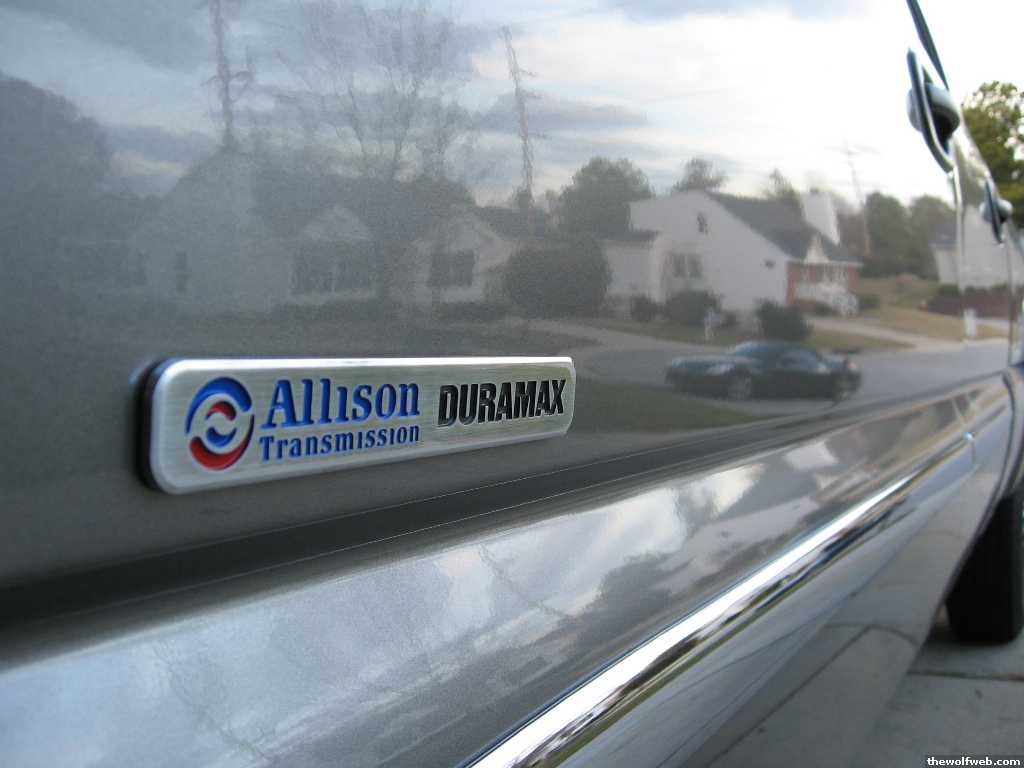 Allison DURAMAX
Transmission
thewolfweb.com